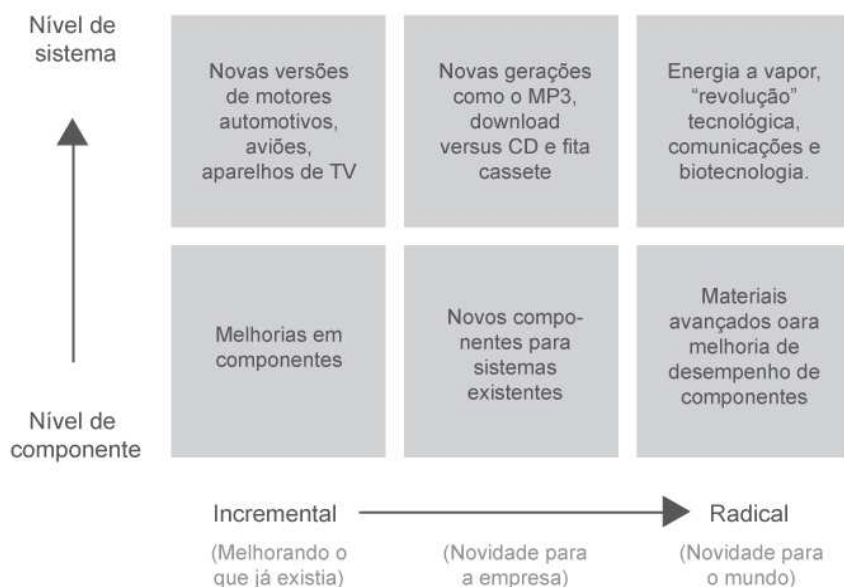 Nível de
sistema
Novas versões
de motores
automotivos,
aviões,
aparelhos de TV
Novas gerações
como o MP3,
download
versus CD e fita
cassete
Energia a vapor,
“revolução”
tecnológica,
comunicações e
biotecnologia.
Melhorias em
componentes
Novos compo-
nentes para
sistemas
existentes
Materiais
avançados oara
melhoria de
desempenho de
componentes
Nível de
componente
Incremental
Radical
(Melhorando o
que já existia)
(Novidade para
a empresa)
(Novidade para
o mundo)